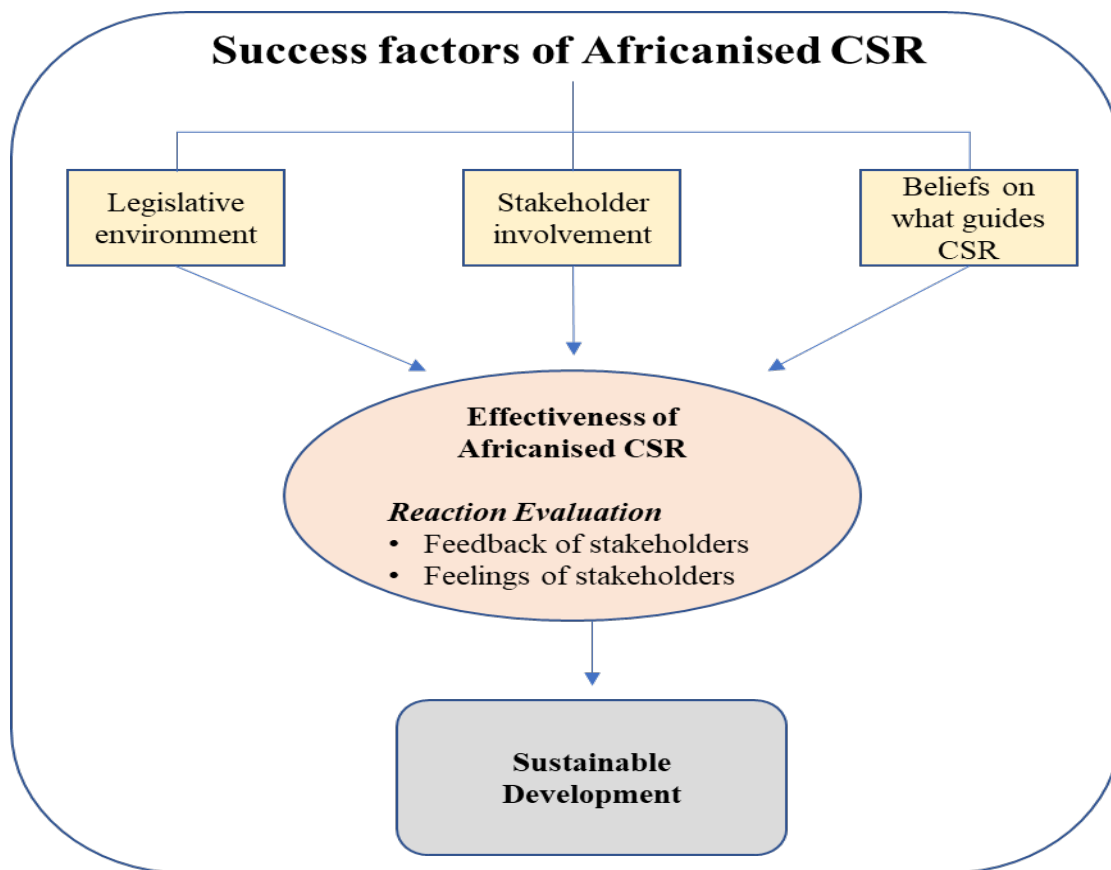 Success factors of Africanised CSR
Legislative
environment
Stakeholder
involvement
Beliefs on
what guides
CSR
Effectiveness of
Africanised CSR
Reaction Evaluation
• Feedback of stakeholders
• Feelings of stakeholders
Sustainable
Development